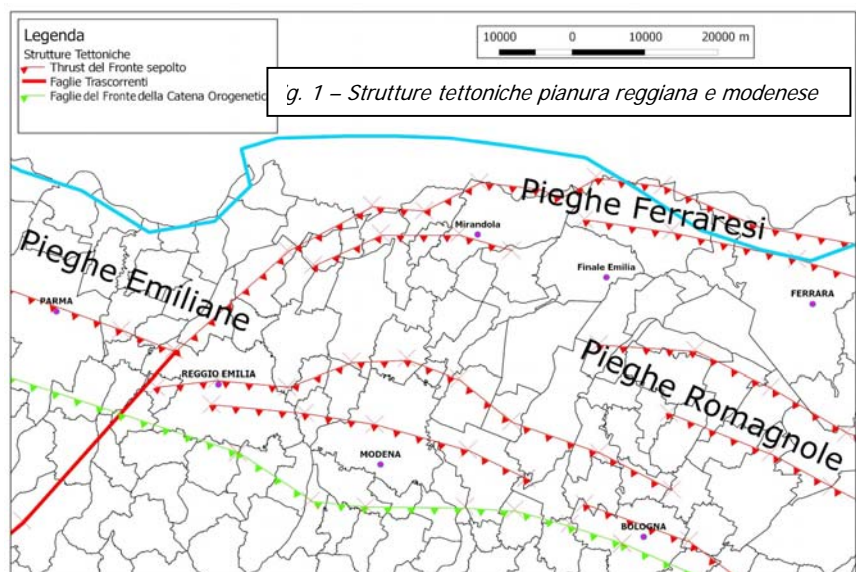 Legenda
Strutture Tettoniche
Thrust del Fronte sepolto
Faglie Trascorrenti
Faglie del Fronte della Catena Orogenetic
10000 0 10000 20000 m
g. 1 – Strutture tettoniche pianura reggiana e modenese
Pieghe Ferraresi
Mirandola
Pieghe Emiliane
Finale Emilia
PARMA
FERRARA
REGGIO EMILIA
Pieghe Romagnole
MODENA
BOLOGNA